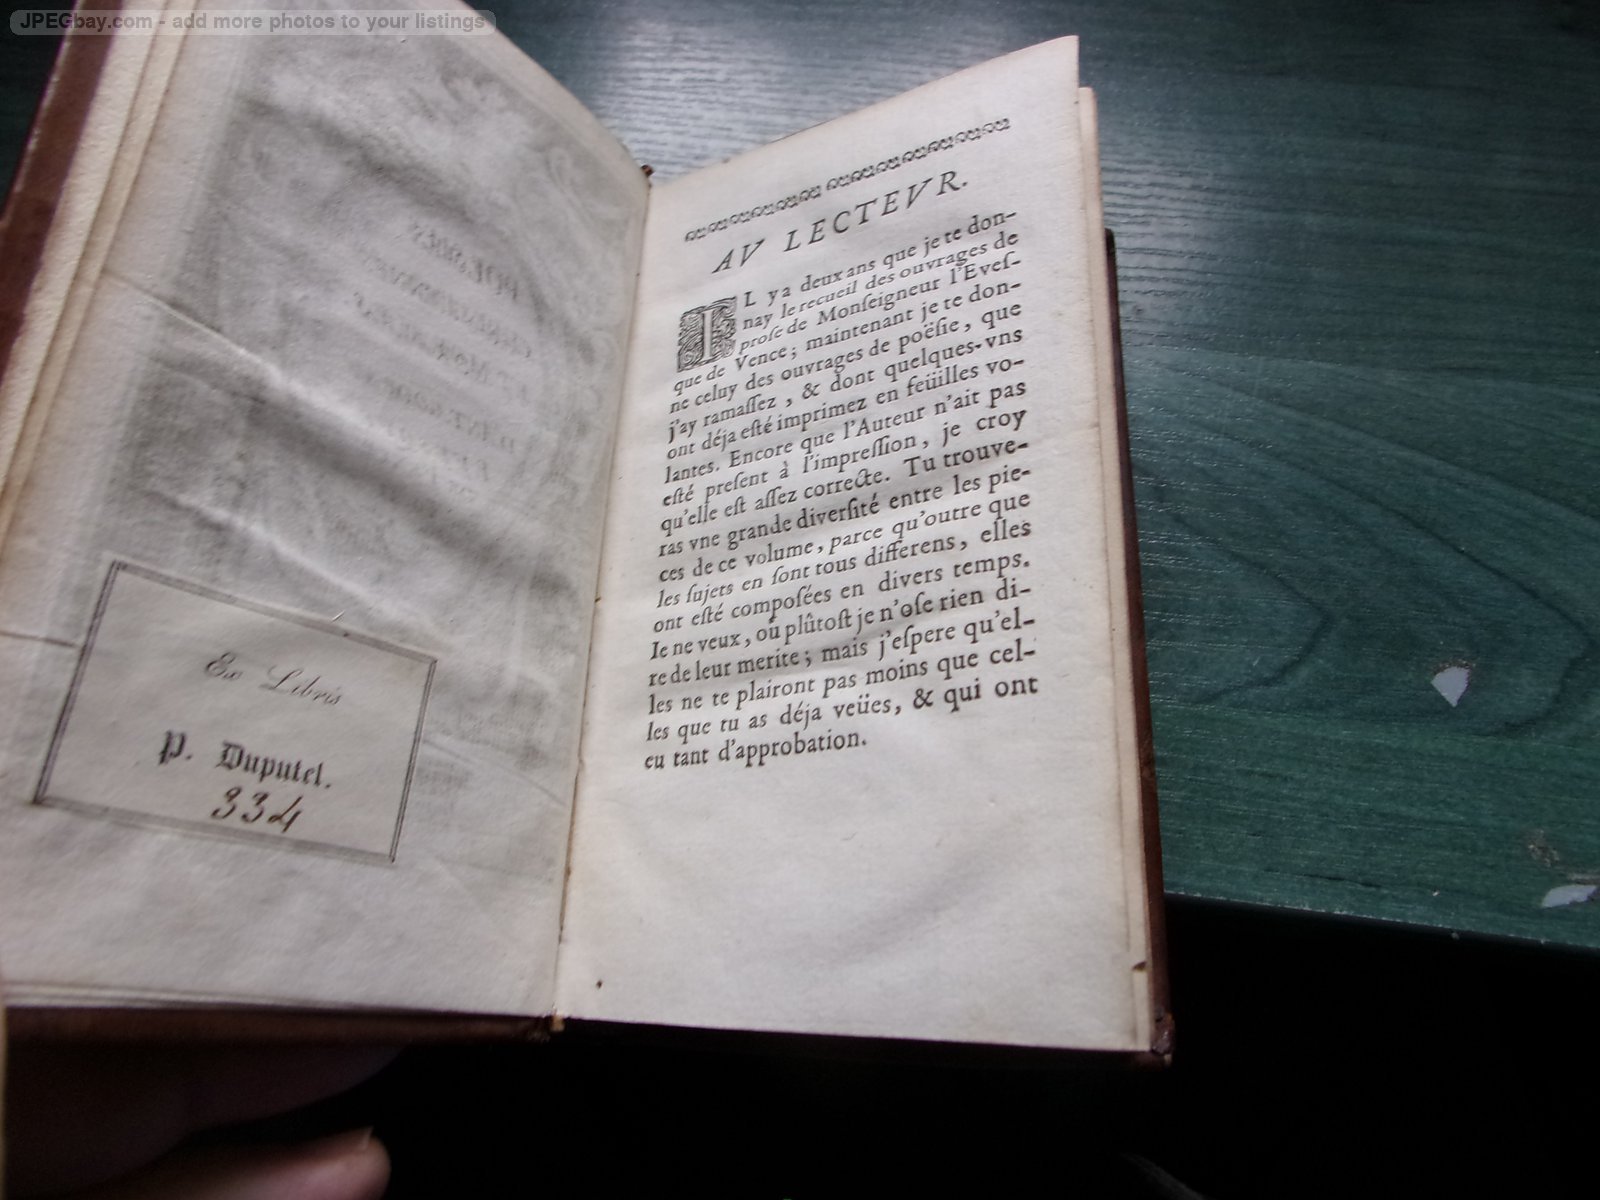 JPEGbay.com - add more photos to your listings
Ex Libris
P. Duputel.
334
AV LECTEVR.
IL y a deux ans que je te don-
nay le recueil des ouvrages de
proſe de Monſeigneur l'Eveſ-
que de Vence ; maintenant je te don-
ne celuy des ouvrages de poëſie, que
j'ay ramaſſez , & dont quelques-vns
ont déja eſté imprimez en feüilles vo-
lantes. Encore que l'Auteur n'ait pas
eſté preſent à l'impreſſion , je croy
qu'elle eſt aſſez correcte. Tu trouve-
ras vne grande diverſité entre les pie-
ces de ce volume, parce qu'outre que
les ſujets en ſont tous differens , elles
ont eſté compoſées en divers temps.
Ie ne veux, où plûtoſt je n'oſe rien di-
re de leur merite ; mais j'eſpere qu'el-
les ne te plairont pas moins que cel-
les que tu as déja veües, & qui ont
eu tant d'approbation.